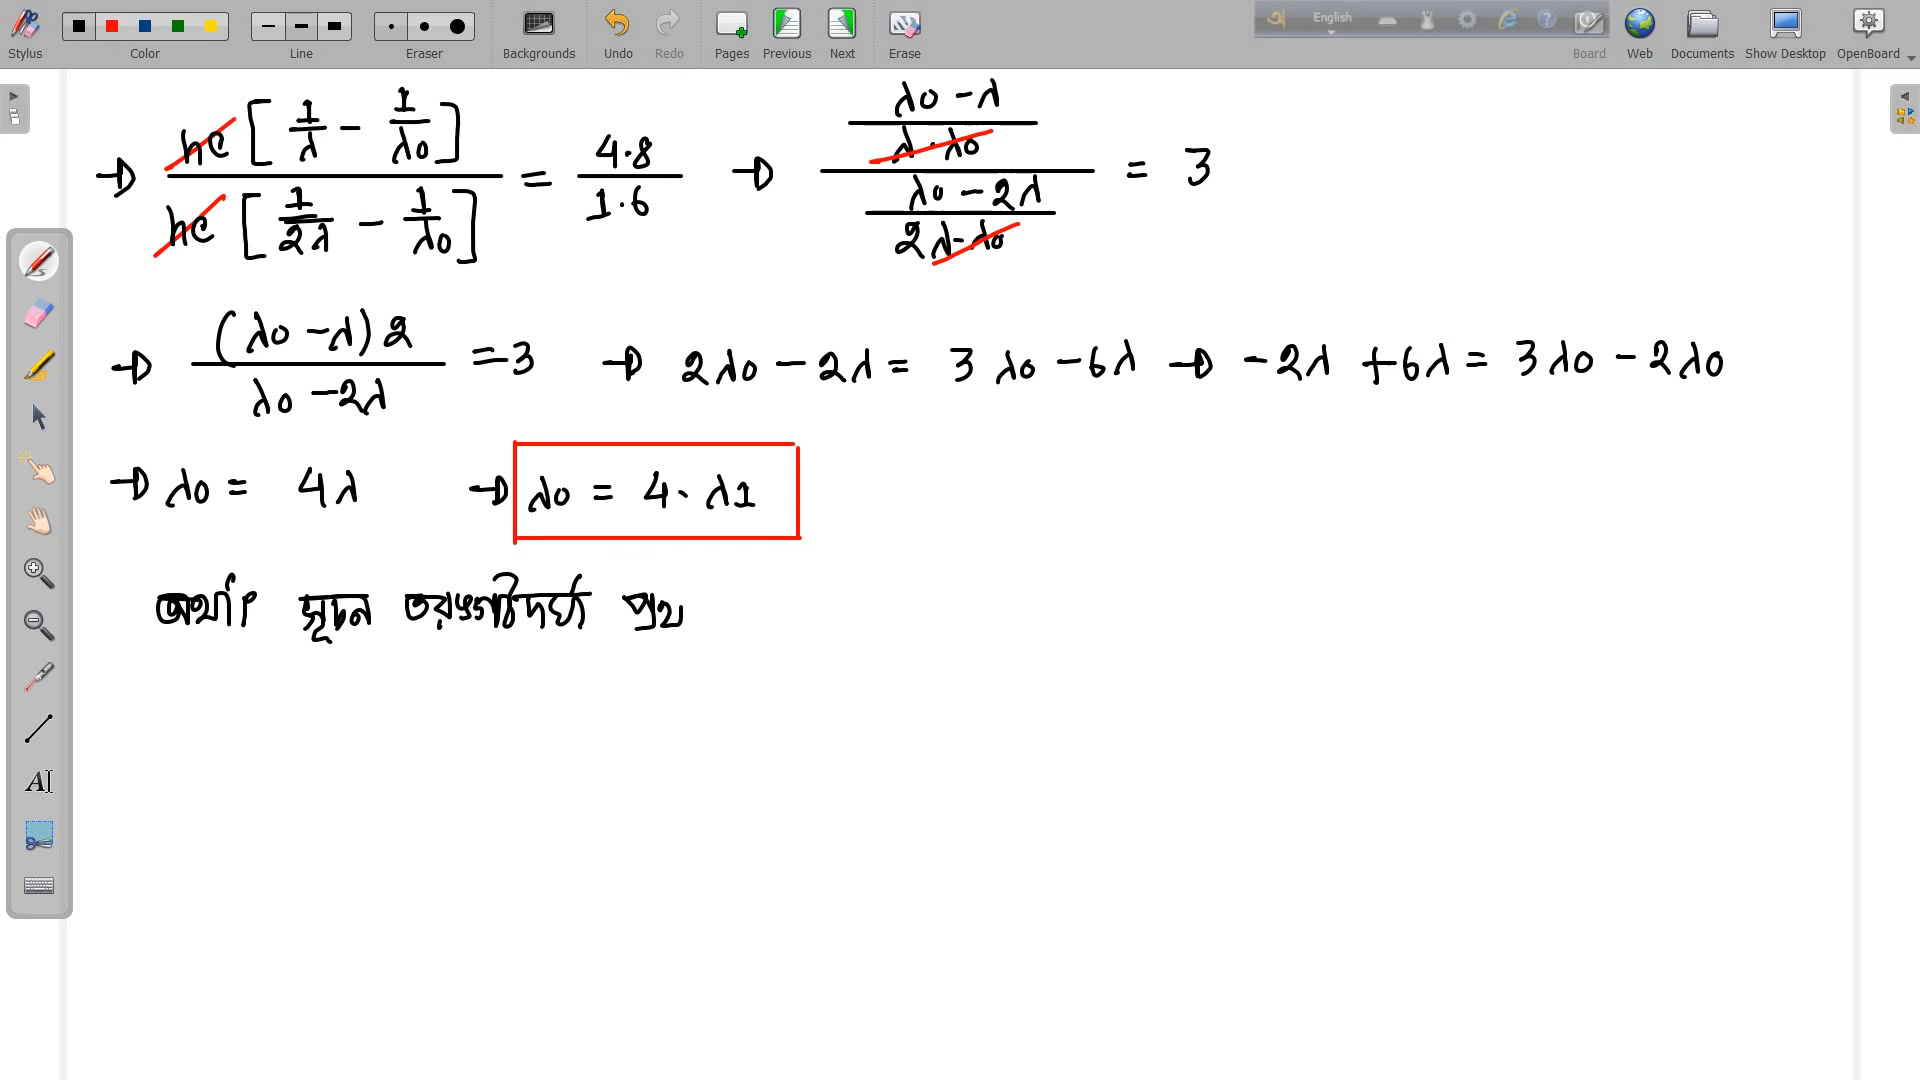 Stylus Color Line Eraser Backgrounds Undo Redo Pages Previous Next Erase English Board Web Documents Show Desktop OpenBoard
→ hc[1/λ − 1/λ0] / hc[1/2λ − 1/λ0] = 4.8/1.6 → (λ0 − λ)/(λ·λ0) / (λ0 − 2λ)/(2λ·λ0) = 3
→ (λ0 − λ)2 / λ0 − 2λ = 3 → 2λ0 − 2λ = 3λ0 − 6λ → −2λ + 6λ = 3λ0 − 2λ0
→ λ0 = 4λ → λ0 = 4·λ1
অর্থাৎ সূচন তরঙ্গদৈর্ঘ্য প্রথ
AI